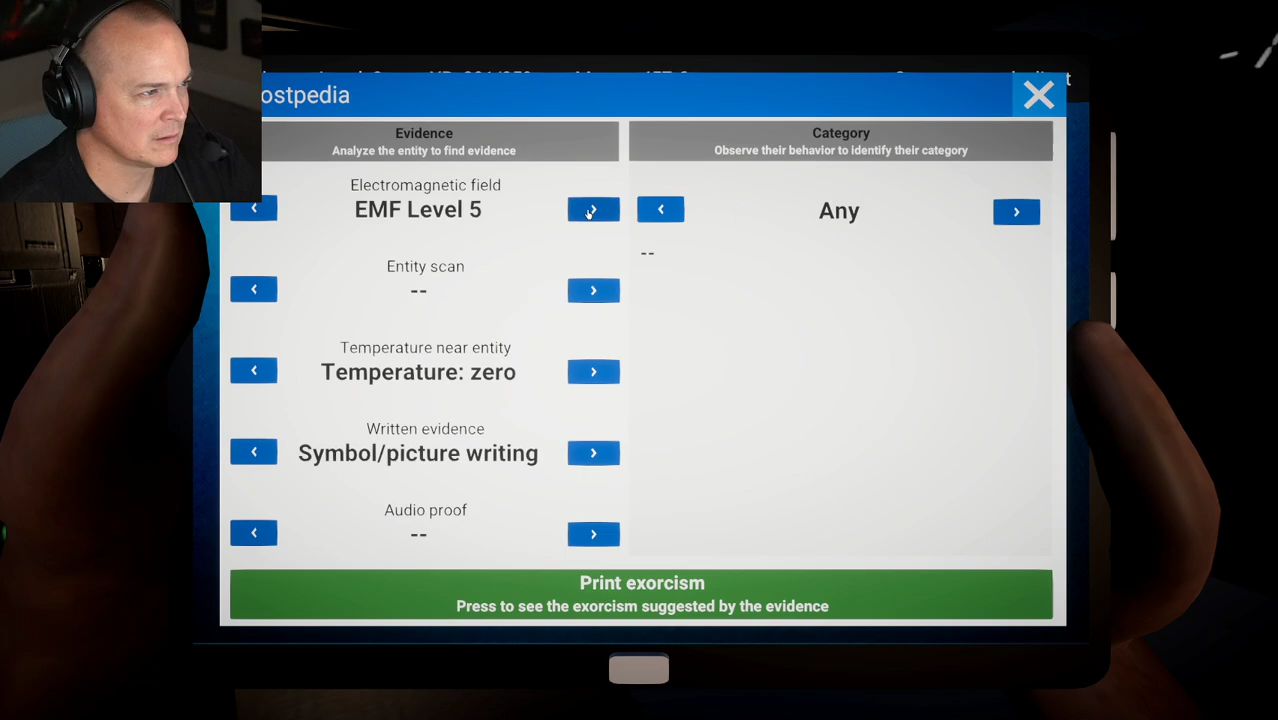 ostpedia
Evidence
Analyze the entity to find evidence
Category
Observe their behavior to identify their category
Electromagnetic field
EMF Level 5
Any
--
Entity scan
--
Temperature near entity
Temperature: zero
Written evidence
Symbol/picture writing
Audio proof
--
Print exorcism
Press to see the exorcism suggested by the evidence